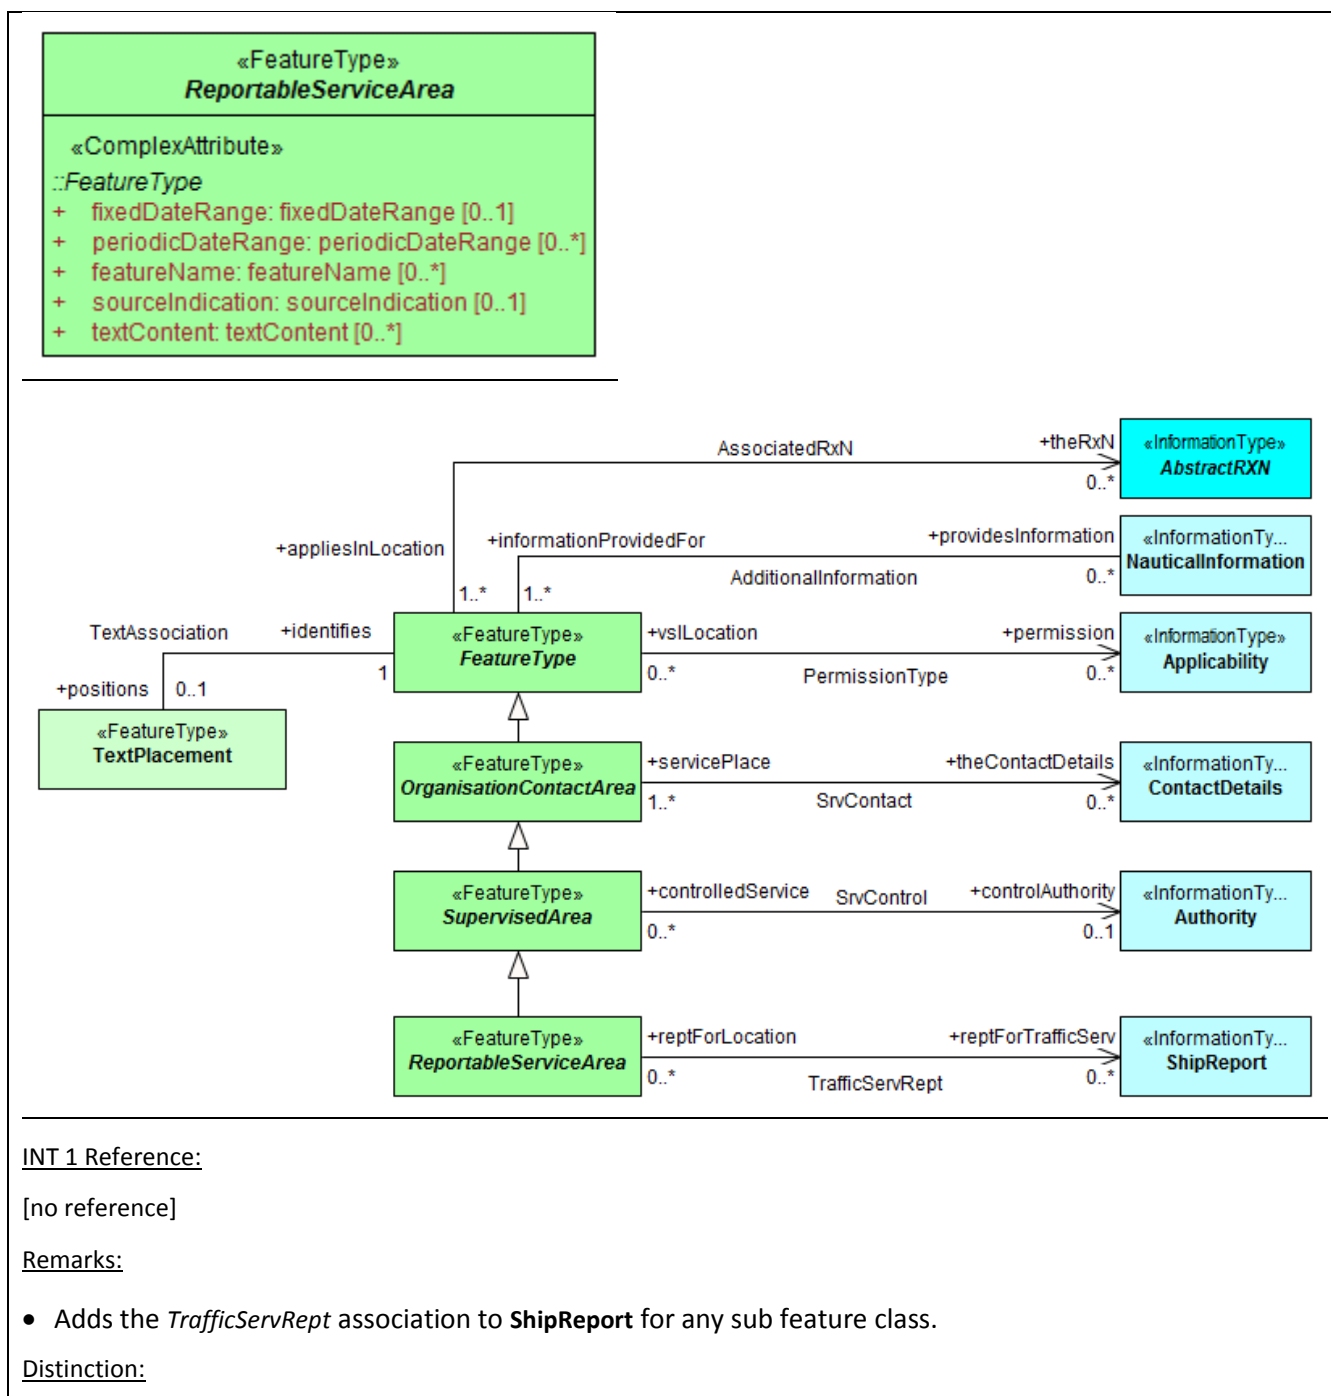 «FeatureType»
ReportableServiceArea
«ComplexAttribute»
::FeatureType
+ fixedDateRange: fixedDateRange [0..1]
+ periodicDateRange: periodicDateRange [0..*]
+ featureName: featureName [0..*]
+ sourceIndication: sourceIndication [0..1]
+ textContent: textContent [0..*]
AssociatedRxN
+theRxN
0..*
«InformationType»
AbstractRXN
+appliesInLocation
1..*
+informationProvidedFor
1..*
AdditionalInformation
+providesInformation
0..*
«InformationTy...
NauticalInformation
TextAssociation
+identifies
1
+positions
0..1
«FeatureType»
TextPlacement
«FeatureType»
FeatureType
+vslLocation
0..*
PermissionType
+permission
0..*
«InformationType»
Applicability
«FeatureType»
OrganisationContactArea
+servicePlace
1..*
SrvContact
+theContactDetails
0..*
«InformationTy...
ContactDetails
«FeatureType»
SupervisedArea
+controlledService
0..*
SrvControl
+controlAuthority
0..1
«InformationTy...
Authority
«FeatureType»
ReportableServiceArea
+reptForLocation
0..*
TrafficServRept
+reptForTrafficServ
0..*
«InformationTy...
ShipReport
INT 1 Reference:
[no reference]
Remarks:
• Adds the TrafficServRept association to ShipReport for any sub feature class.
Distinction: